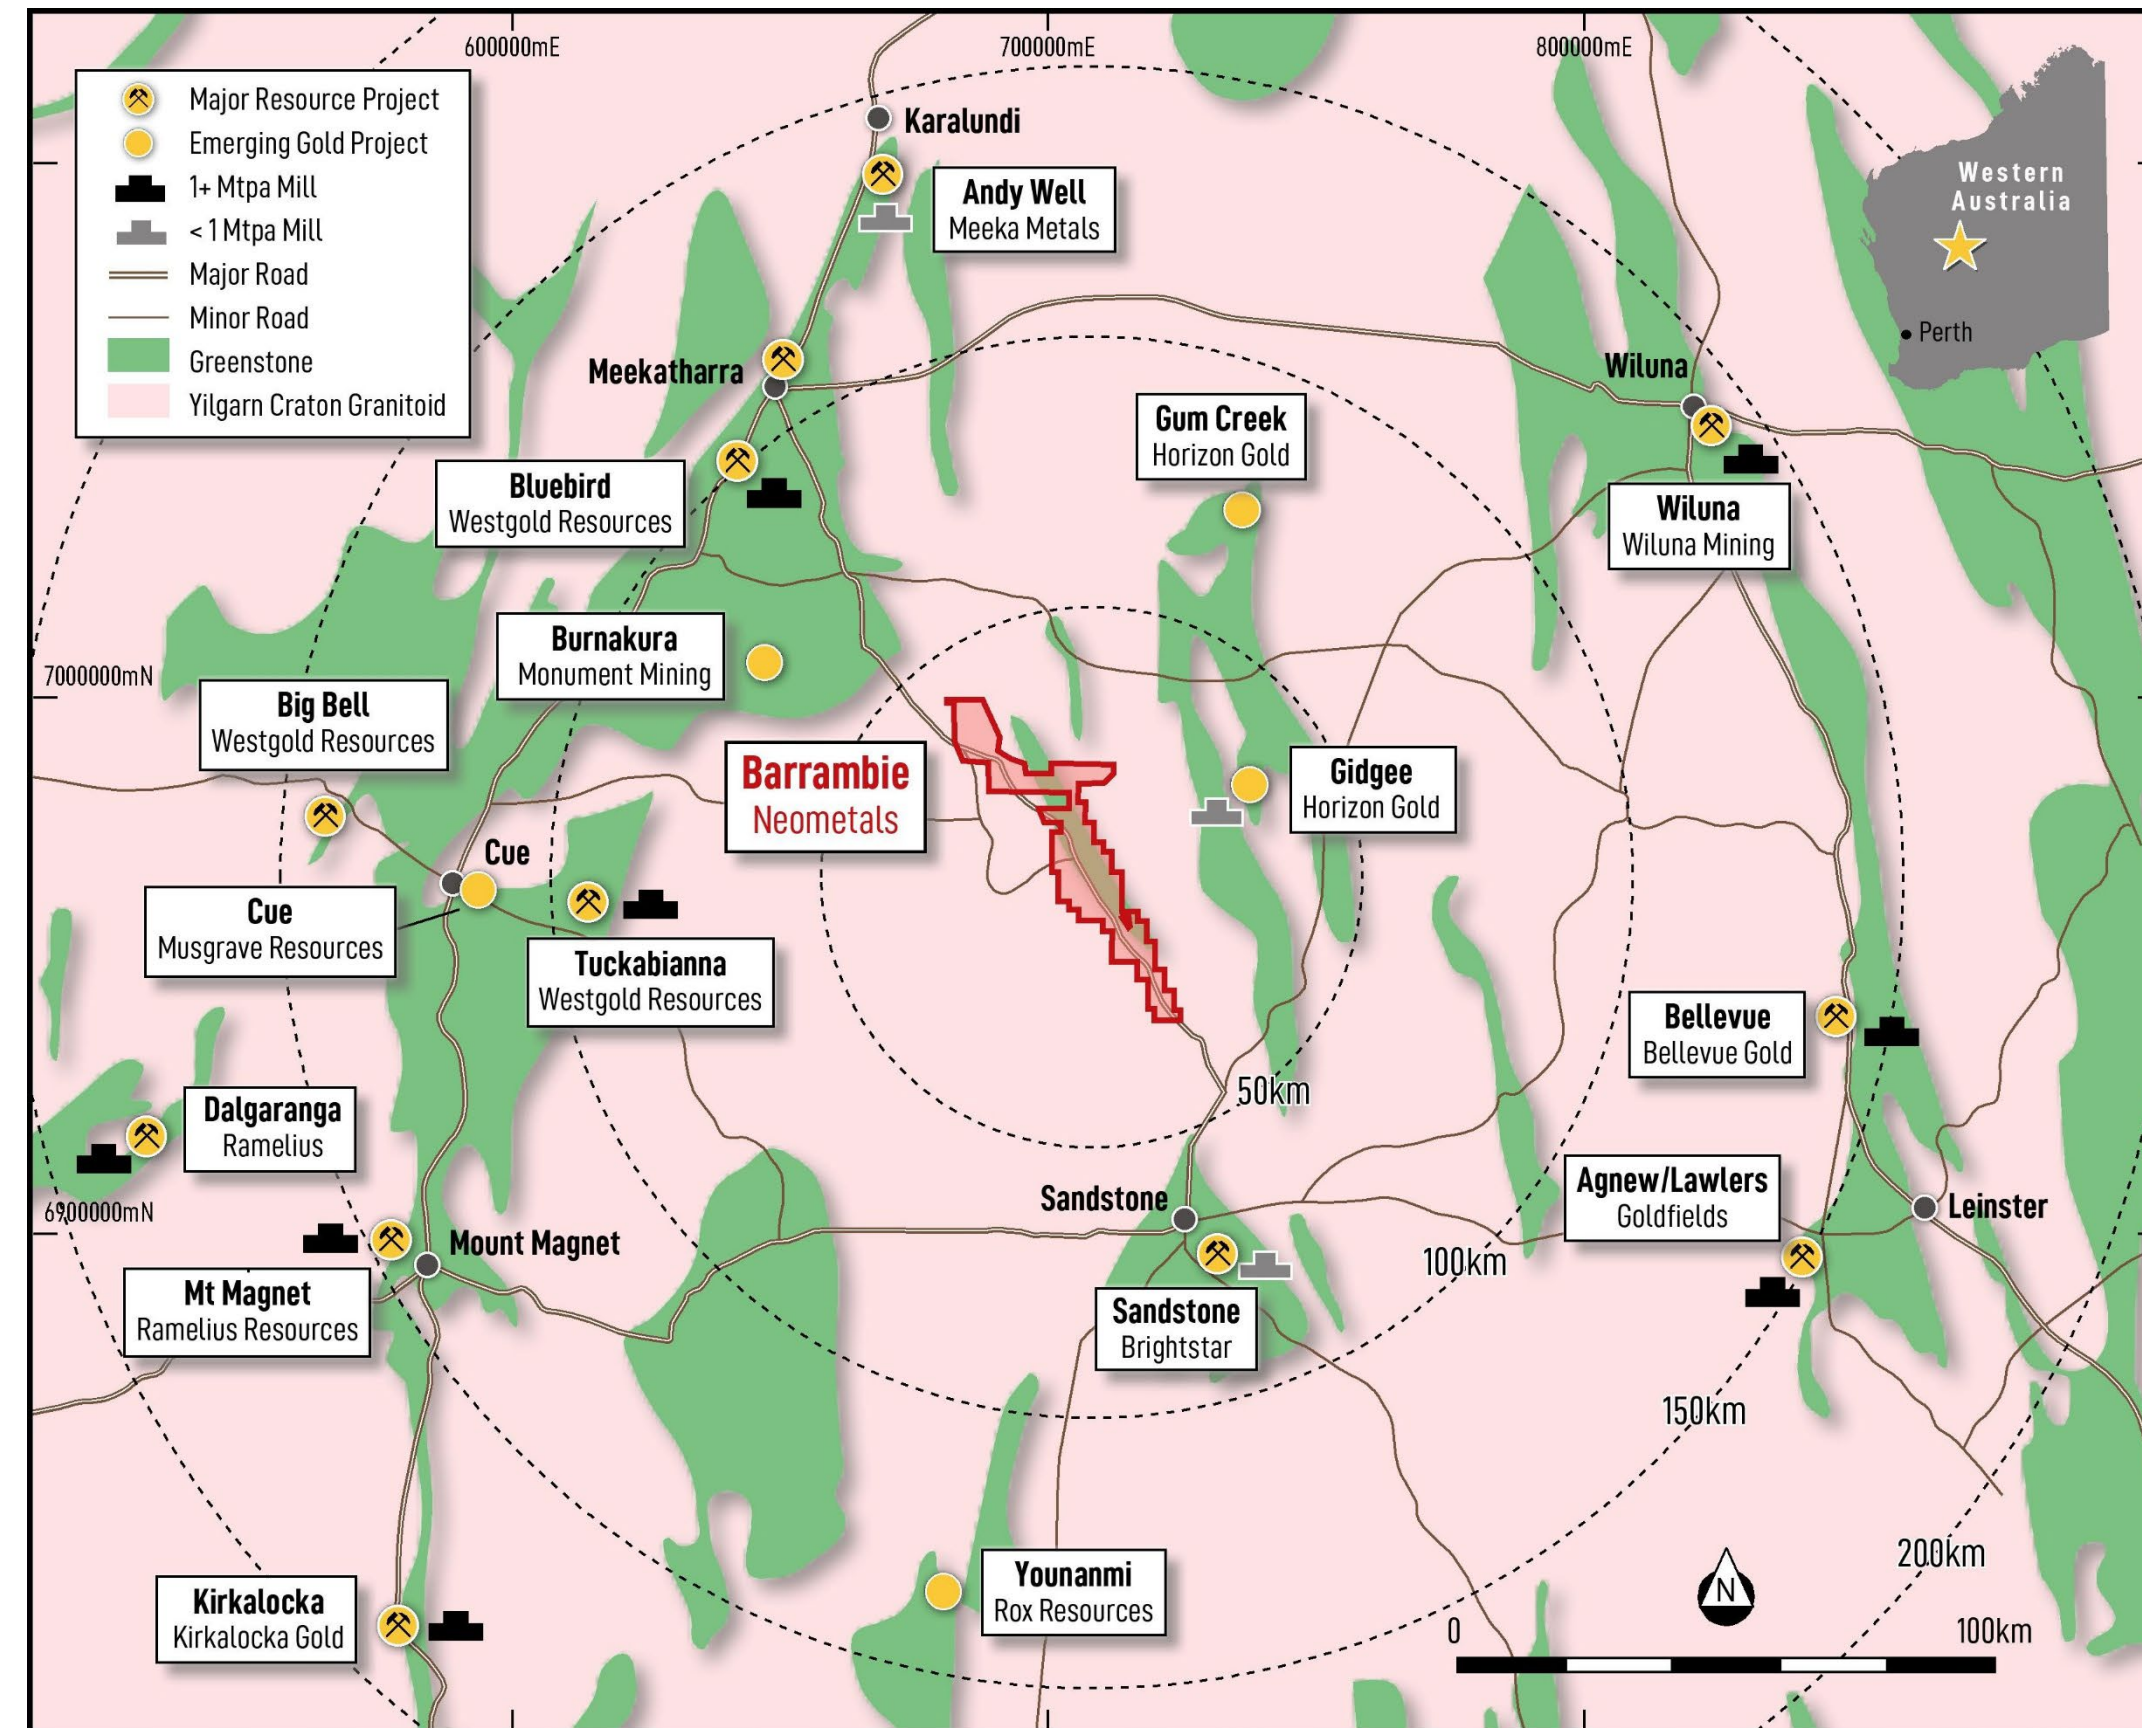 600000mE
700000mE
800000mE
Major Resource Project
Emerging Gold Project
1+ Mtpa Mill
< 1 Mtpa Mill
Major Road
Minor Road
Greenstone
Yilgarn Craton Granitoid
Karalundi
Andy Well
Meeka Metals
Western
Australia
Perth
Meekatharra
Wiluna
Gum Creek
Horizon Gold
Bluebird
Westgold Resources
Wiluna
Wiluna Mining
Burnakura
Monument Mining
7000000mN
Big Bell
Westgold Resources
Barrambie
Neometals
Gidgee
Horizon Gold
Cue
Cue
Musgrave Resources
Tuckabianna
Westgold Resources
Bellevue
Bellevue Gold
50km
Dalgaranga
Ramelius
6900000mN
Sandstone
Agnew/Lawlers
Goldfields
Leinster
Mount Magnet
100km
Mt Magnet
Ramelius Resources
Sandstone
Brightstar
150km
200km
Younanmi
Rox Resources
N
Kirkalocka
Kirkalocka Gold
0
100km